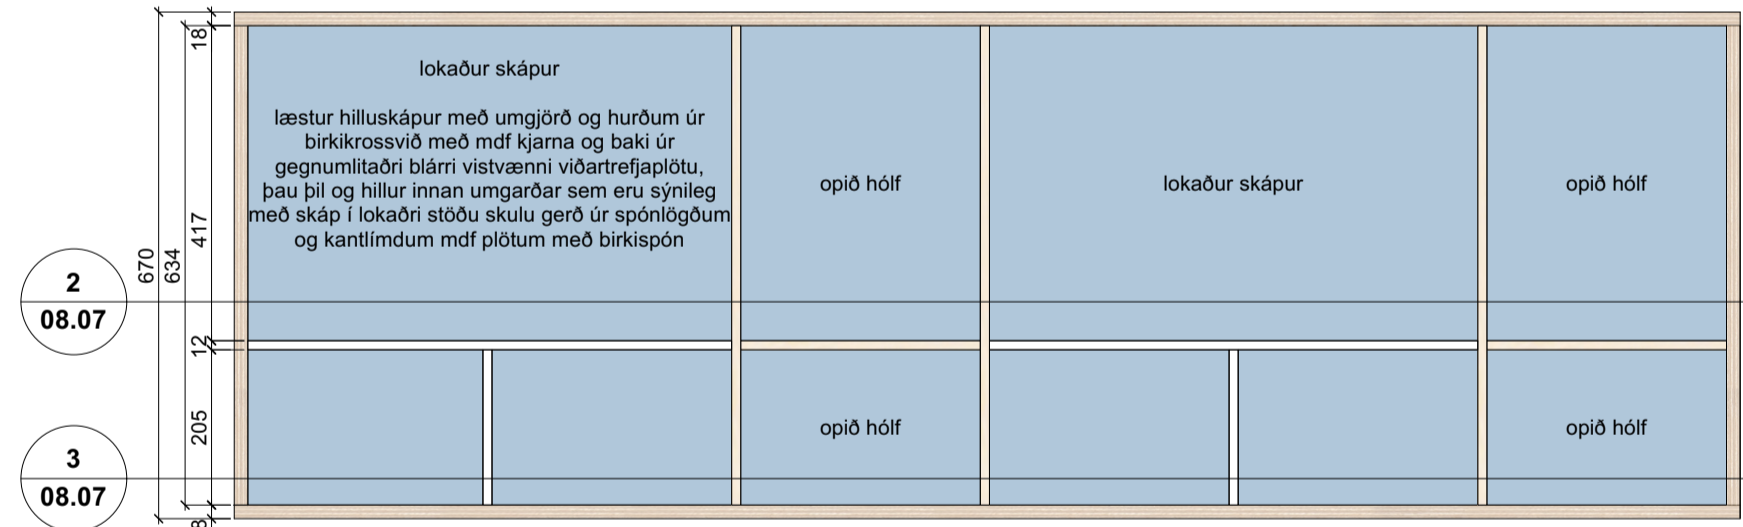 lokaður skápur
læstur hilluskápur með umgjörð og hurðum úr
birkikrossvið með mdf kjarna og baki úr
gegnumlitaðri blárri vistvænni viðartrefjaplötu,
þau þil og hillur innan umgarðar sem eru sýnileg
með skáp í lokaðri stöðu skulu gerð úr spónlögðum
og kantlímdum mdf plötum með birkispón
opið hólf
lokaður skápur
opið hólf
opið hólf
opið hólf
18
417
670
634
12
205
2
08.07
3
08.07